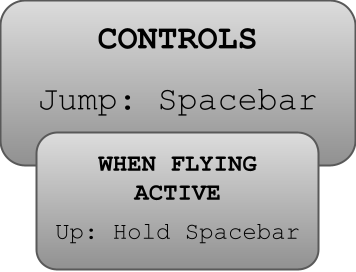 CONTROLS
Jump: Spacebar
WHEN FLYING
ACTIVE
Up: Hold Spacebar